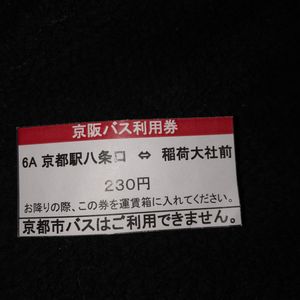 京阪バス利用券
6A 京都駅八条口 ⇔ 稲荷大社前
230円
お降りの際、この券を運賃箱に入れてください。
京都市バスはご利用できません。